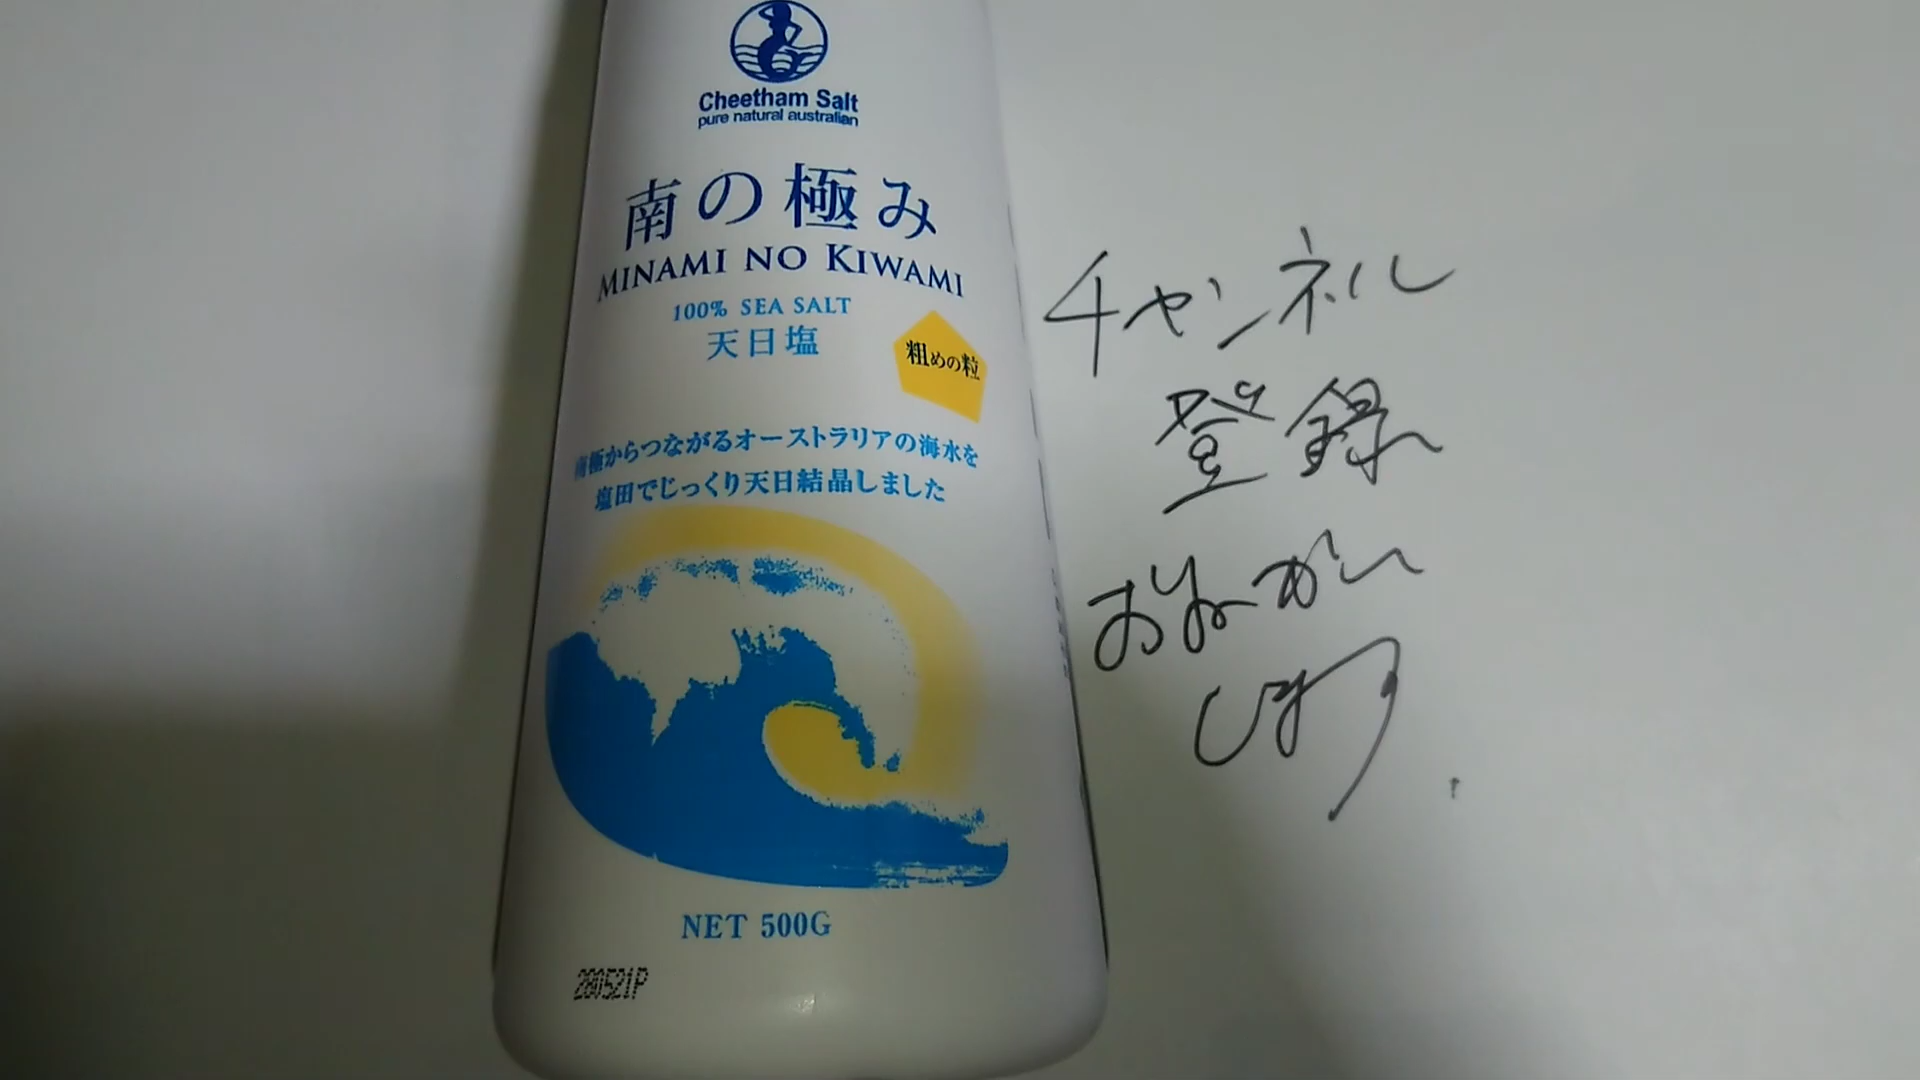 Cheetham Salt
pure natural australian
南の極み
MINAMI NO KIWAMI
100% SEA SALT
天日塩
粗めの粒
南極からつながるオーストラリアの海水を
塩田でじっくり天日結晶しました
NET 500G
280521P
チャンネル
登録
おねがい
します.